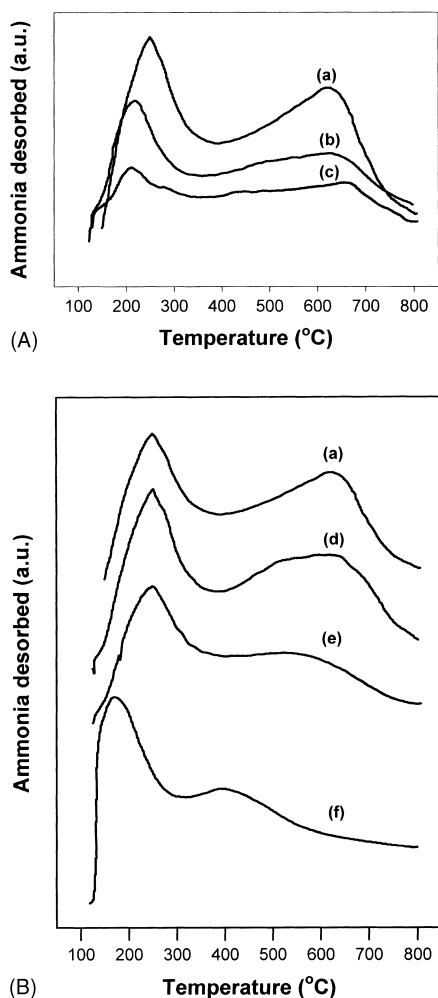 Ammonia desorbed (a.u.)
(a)
(b)
(c)
100 200 300 400 500 600 700 800
(A)
Temperature (°C)
Ammonia desorbed (a.u.)
(a)
(d)
(e)
(f)
100 200 300 400 500 600 700 800
(B)
Temperature (°C)